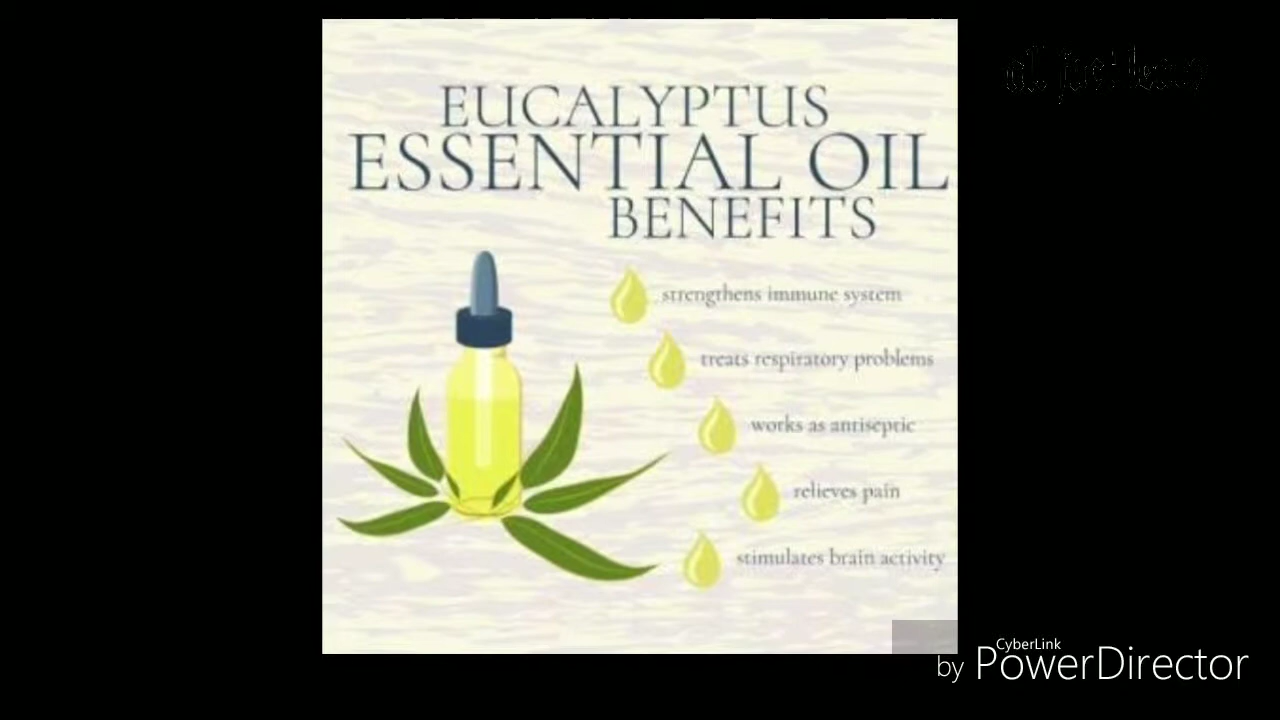 EUCALYPTUS
ESSENTIAL OIL
BENEFITS
strengthens immune system
treats respiratory problems
works as antiseptic
relieves pain
stimulates brain activity
CyberLink
by PowerDirector